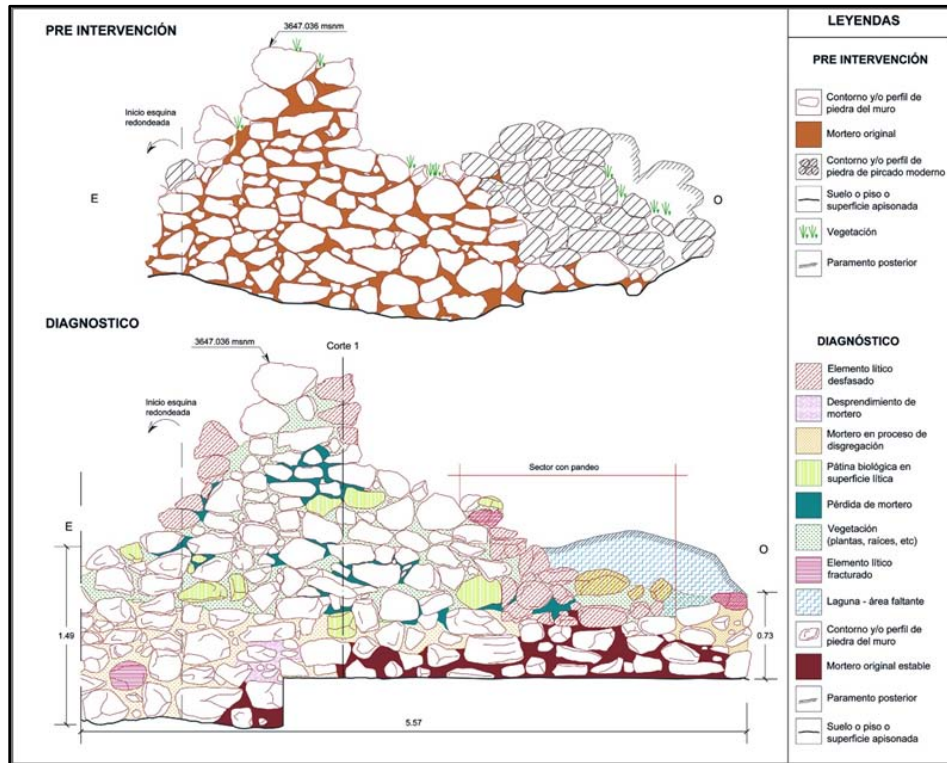 PRE INTERVENCIÓN
3647.036 msnm
Inicio esquina
redondeada
E
O
DIAGNOSTICO
3647.036 msnm
Corte 1
Inicio esquina
redondeada
Sector con pandeo
E
O
1.49
0.73
5.57
LEYENDAS
PRE INTERVENCIÓN
Contorno y/o perfil de
piedra del muro
Mortero original
Contorno y/o perfil de
piedra de pircado moderno
Suelo o piso o
superficie apisonada
Vegetación
Paramento posterior
DIAGNÓSTICO
Elemento lítico
desfasado
Desprendimiento de
mortero
Mortero en proceso de
disgregación
Pátina biológica en
superficie lítica
Pérdida de mortero
Vegetación
(plantas, raíces, etc)
Elemento lítico
fracturado
Laguna - área faltante
Contorno y/o perfil de
piedra del muro
Mortero original estable
Paramento posterior
Suelo o piso o
superficie apisonada